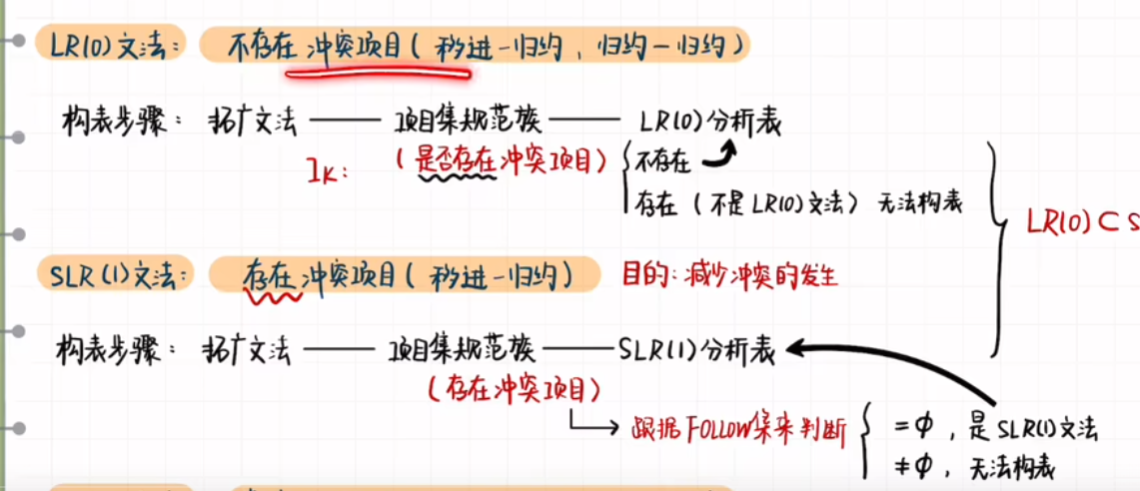 LR(0)文法： 不存在冲突项目（移进-归约，归约-归约）
构表步骤： 拓广文法 —— 项目集规范族 —— LR(0)分析表
Iк： （是否存在冲突项目） 不存在
存在（不是LR(0)文法）无法构表
LR(0)⊂S
SLR(1)文法： 存在冲突项目（移进-归约） 目的：减少冲突的发生
构表步骤： 拓广文法 —— 项目集规范族 —— SLR(1)分析表
（存在冲突项目）
跟据FOLLOW集来判断 =φ，是SLR(1)文法
≠φ，无法构表